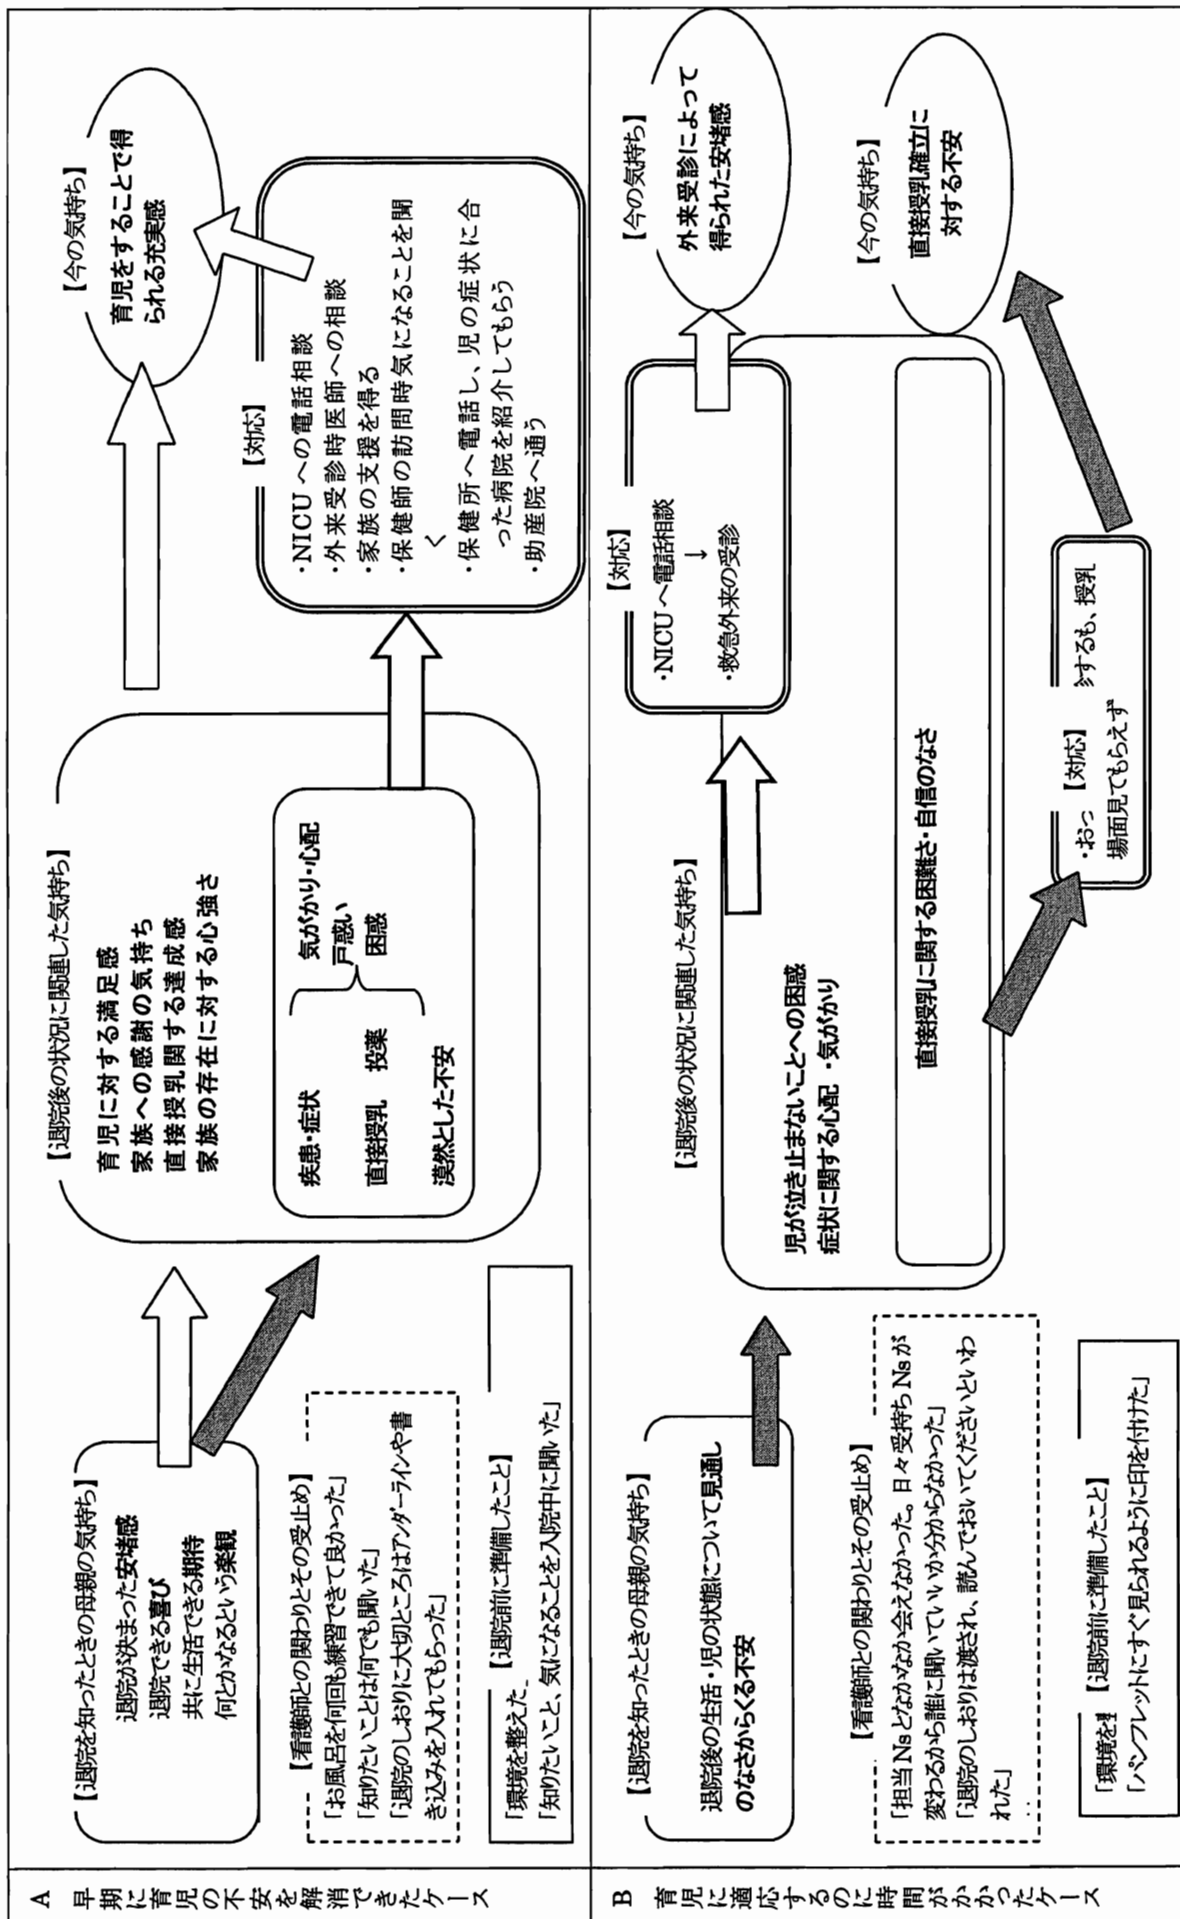 A 早期に育児の不安を解消できたケース
【退院を知ったときの母親の気持ち】
退院が決まった安堵感
退院できる喜び
共に生活できる期待
何とかなるという楽観
【看護師との関わりとその受止め】
「お風呂を何回も練習できて良かった」
「知りたいことは何でも聞いた」
「退院のしおりに大切ところはアンダーラインや書
き込みを入れてもらった」
【退院前に準備したこと】
「環境を整えた
「知りたいこと、気になることを入院中に聞いた」
【退院後の状況に関連した気持ち】
育児に対する満足感
家族への感謝の気持ち
直接授乳関する達成感
家族の存在に対する心強さ
疾患・症状
直接授乳 投薬
漠然とした不安
気がかり・心配
戸惑い
困惑
【対応】
・NICUへの電話相談
・外来受診時医師への相談
・家族の支援を得る
・保健師の訪問時気になることを聞
く
・保健所へ電話し、児の症状に合
った病院を紹介してもらう
・助産院へ通う
【今の気持ち】
育児をすることで得
られる充実感
B 育児に適応するのに時間がかかったケース
【退院を知ったときの母親の気持ち】
退院後の生活・児の状態について見通し
のなさからくる不安
【看護師との関わりとその受止め】
「担当Nsとなかなか会えなかった。日々受持ちNsが
変わるから誰に聞いていいか分からなかった」
「退院のしおりは渡され、読んでおいてくださいといわ
れた」
【退院前に準備したこと】
「環境を
「パンフレットにすぐ見られるように印を付けた」
【退院後の状況に関連した気持ち】
児が泣き止まないことへの困惑
症状に関する心配・気がかり
直接授乳に関する困難さ・自信のなさ
【対応】
・NICUへ電話相談
↓
・救急外来の受診
【対応】
・おっ するも、授乳
場面見てもらえず
【今の気持ち】
外来受診によって
得られた安堵感
【今の気持ち】
直接授乳確立に
対する不安